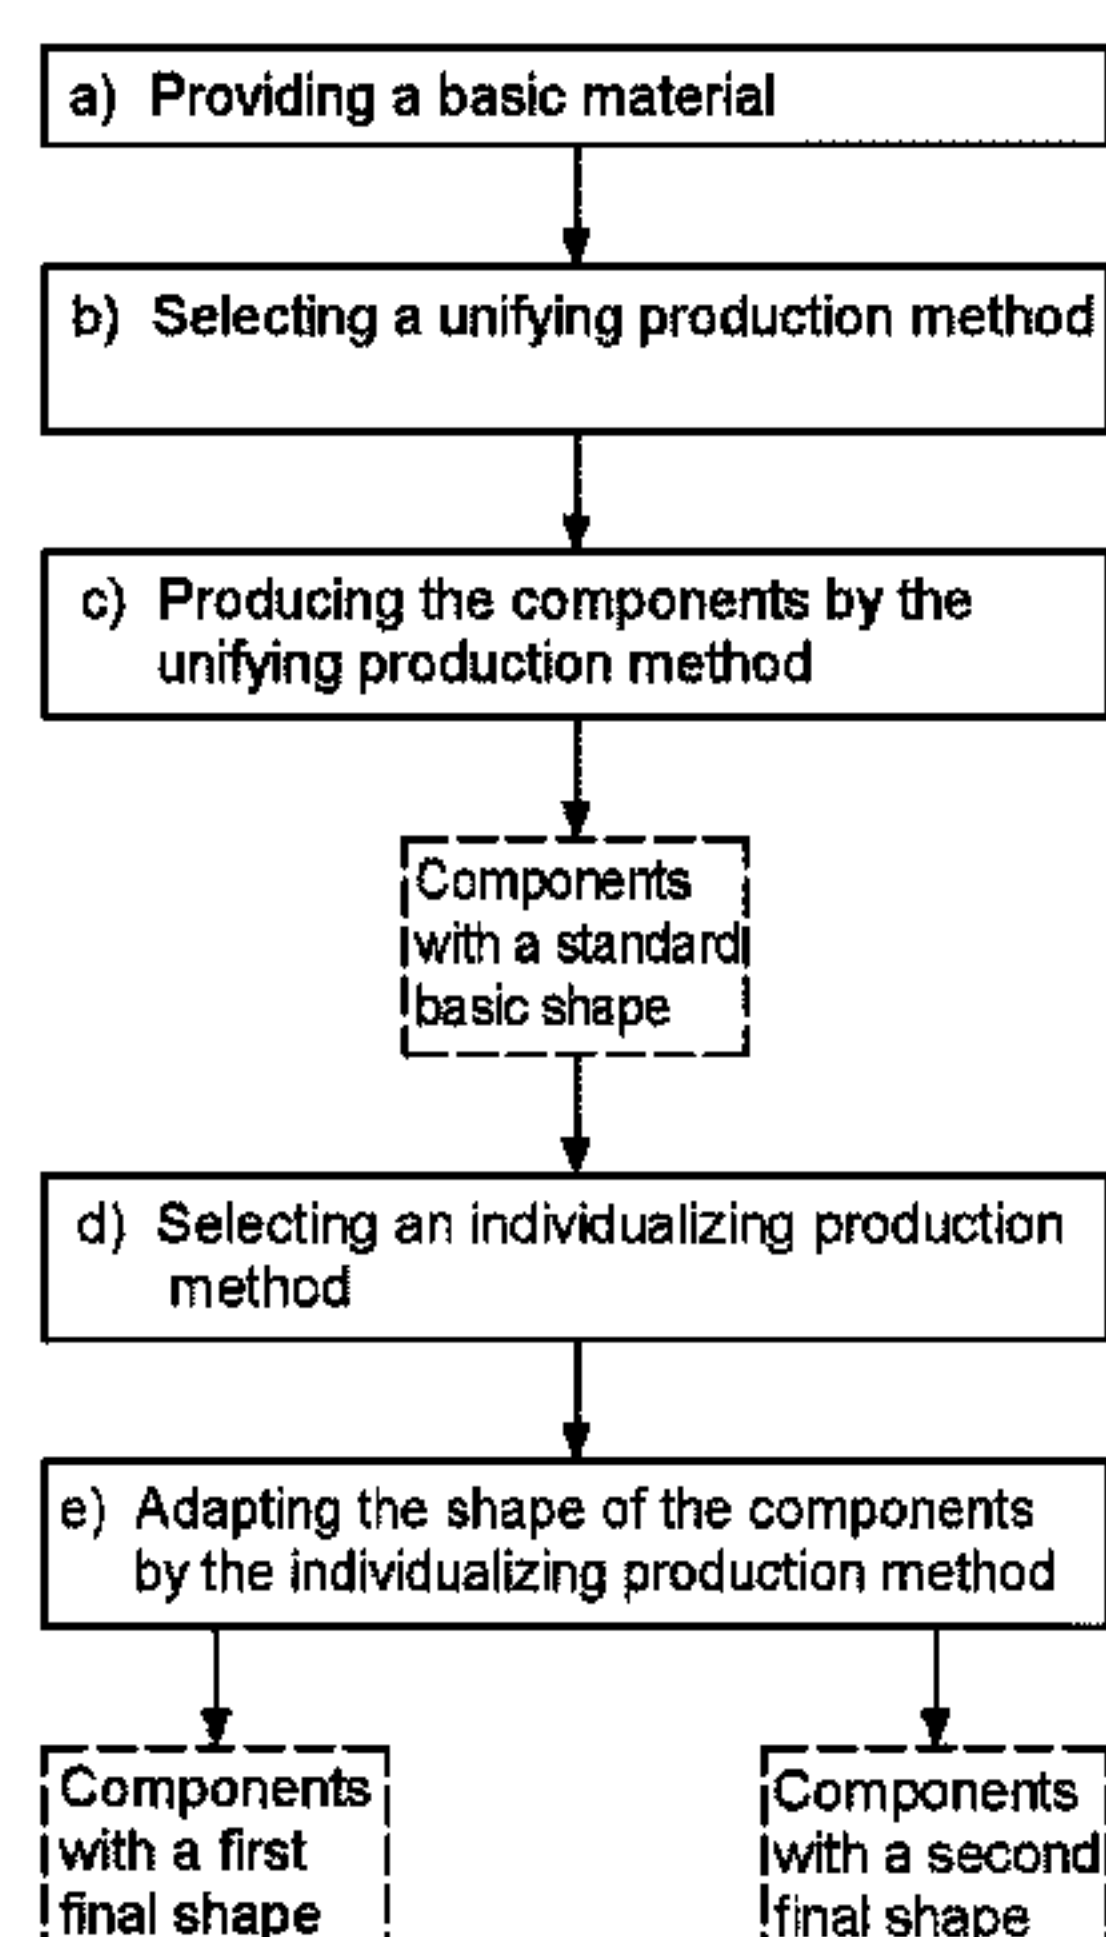 a) Providing a basic material
b) Selecting a unifying production method
c) Producing the components by the
unifying production method
Components
with a standard
basic shape
d) Selecting an individualizing production
method
e) Adapting the shape of the components
by the individualizing production method
Components
with a first
final shape
Components
with a second
final shape